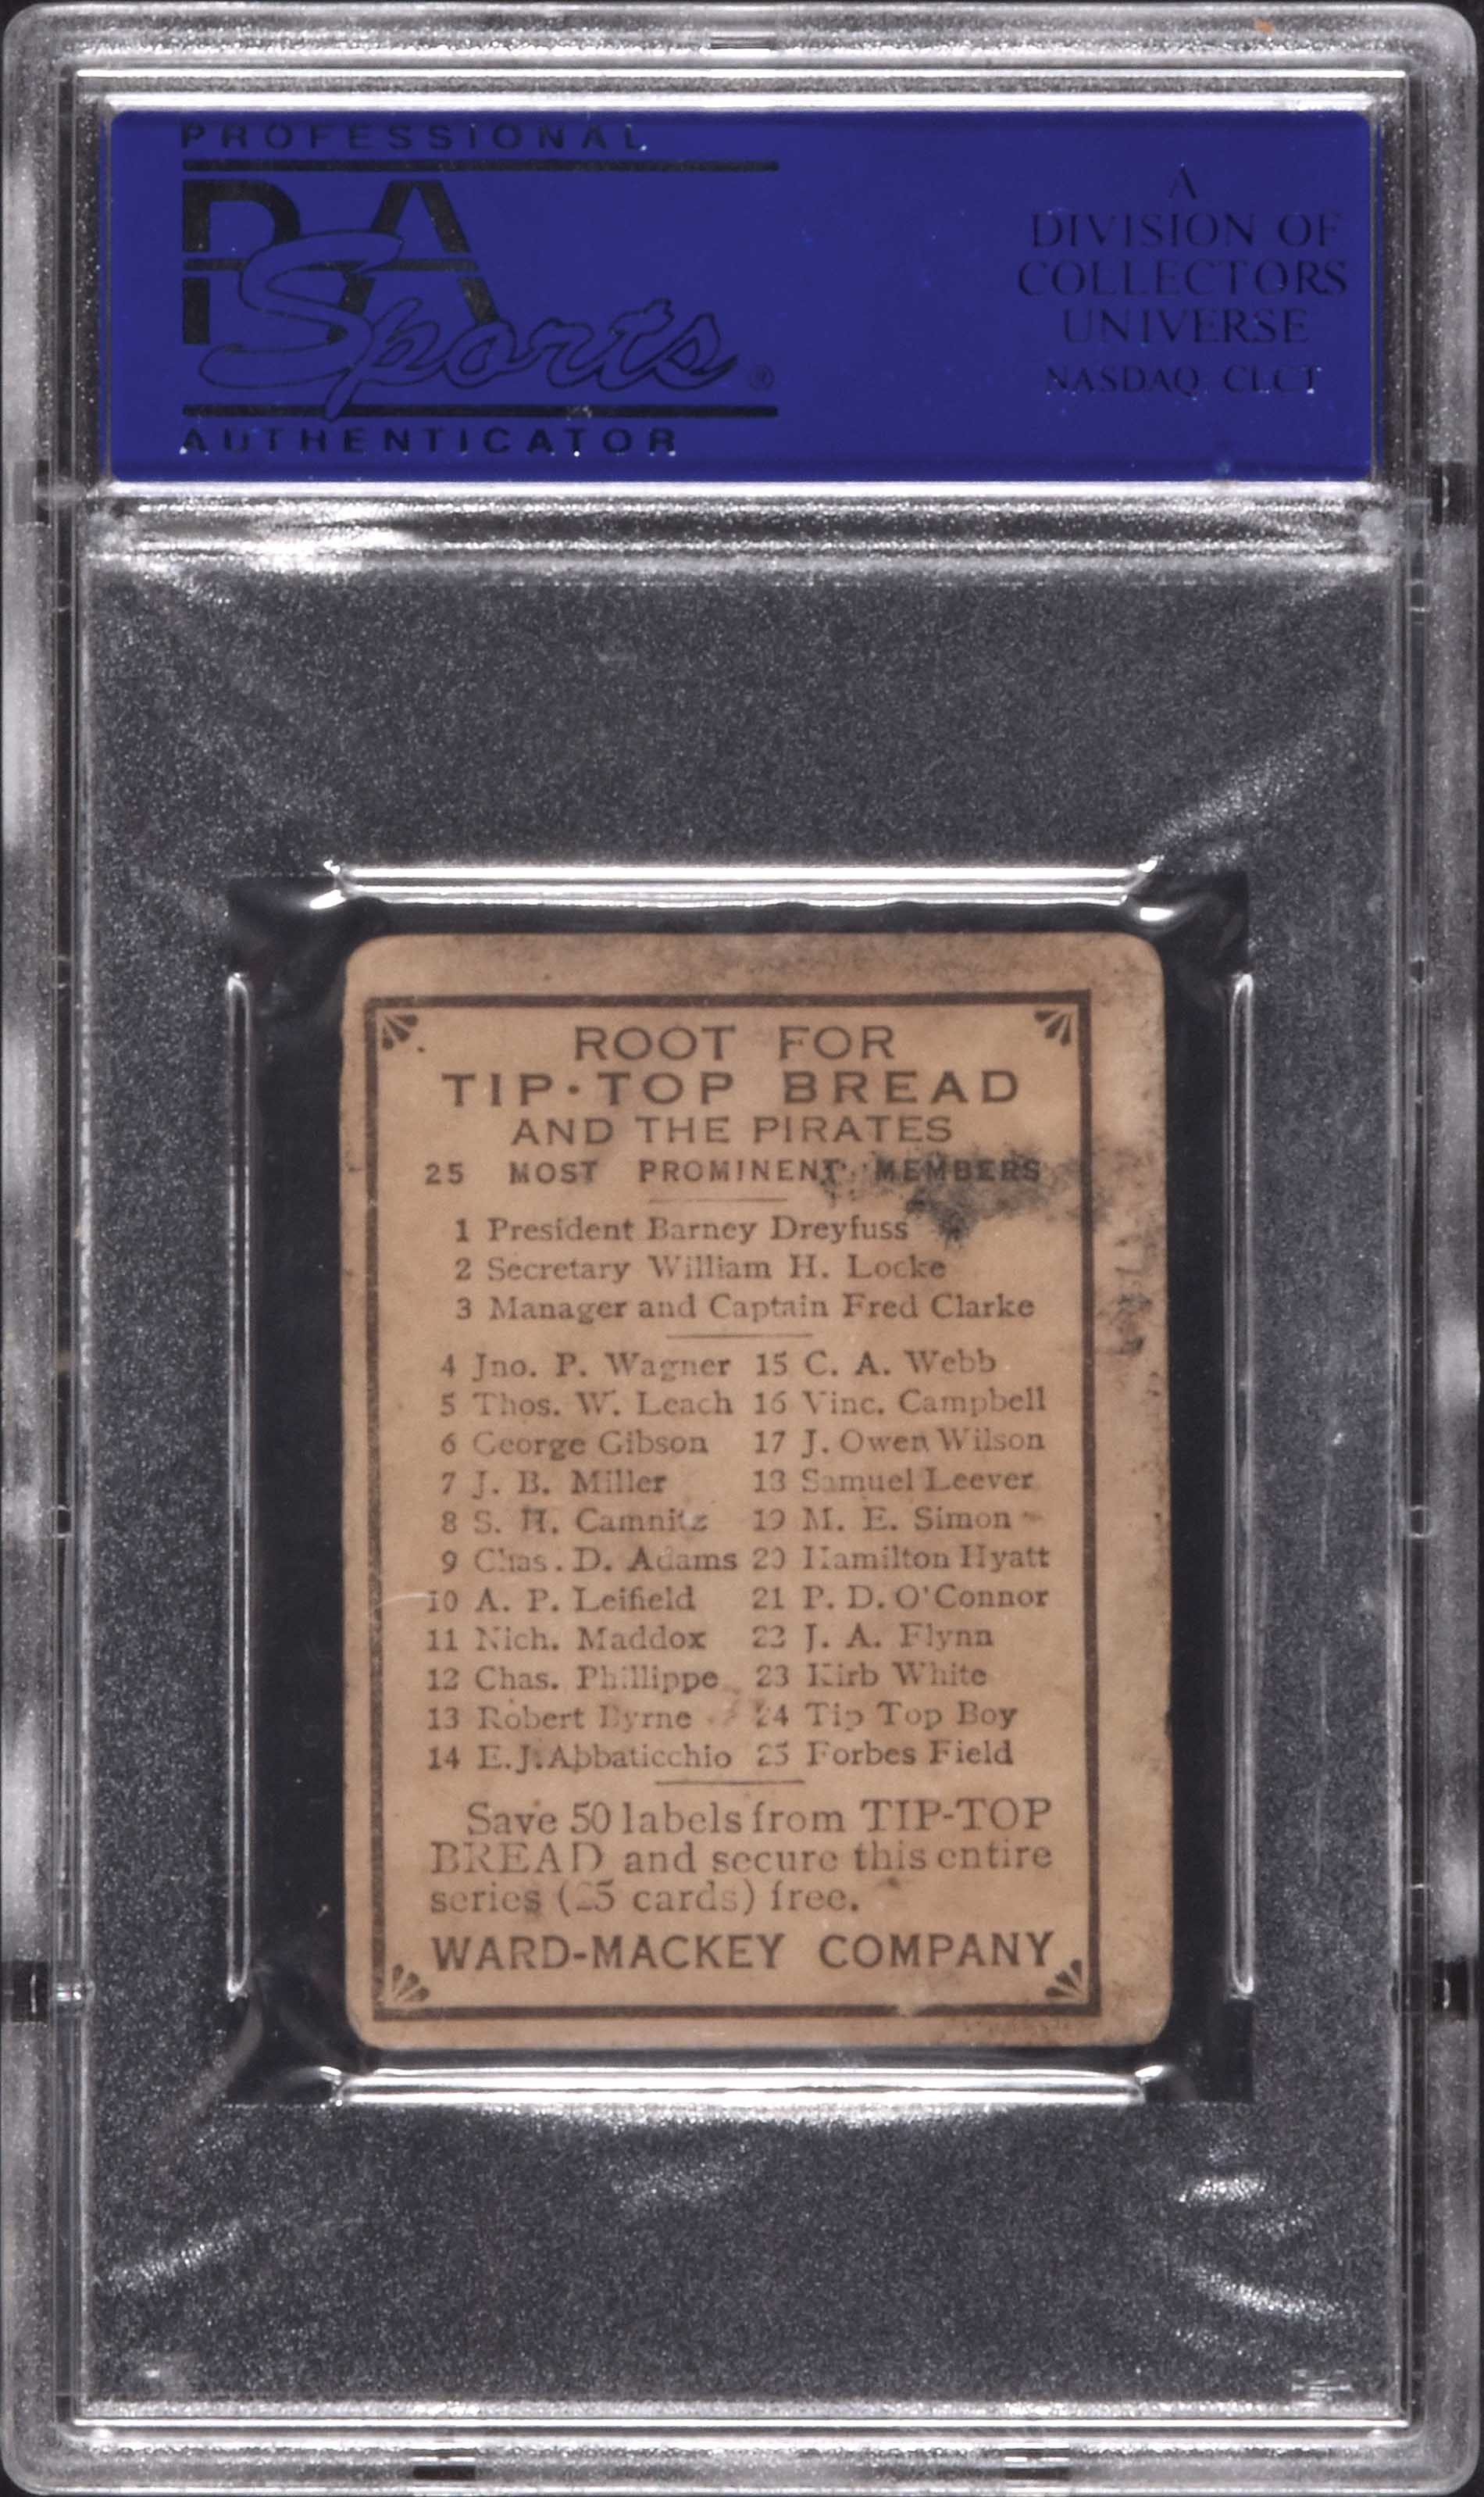 PROFESSIONAL
PSA
Sports®
AUTHENTICATOR
A
DIVISION OF
COLLECTORS
UNIVERSE
NASDAQ: CLCT
ROOT FOR
TIP·TOP BREAD
AND THE PIRATES
25 MOST PROMINENT MEMBERS
1 President Barney Dreyfuss
2 Secretary William H. Locke
3 Manager and Captain Fred Clarke
4 Jno. P. Wagner
5 Thos. W. Leach
6 George Gibson
7 J. B. Miller
8 S. H. Camnitz
9 Chas. D. Adams
10 A. P. Leifield
11 Nich. Maddox
12 Chas. Phillippe
13 Robert Byrne
14 E.J. Abbaticchio
15 C. A. Webb
16 Vinc. Campbell
17 J. Owen Wilson
18 Samuel Leever
19 M. E. Simon
20 Hamilton Hyatt
21 P. D. O'Connor
22 J. A. Flynn
23 Kirb White
24 Tip Top Boy
25 Forbes Field
Save 50 labels from TIP-TOP
BREAD and secure this entire
series (25 cards) free.
WARD-MACKEY COMPANY